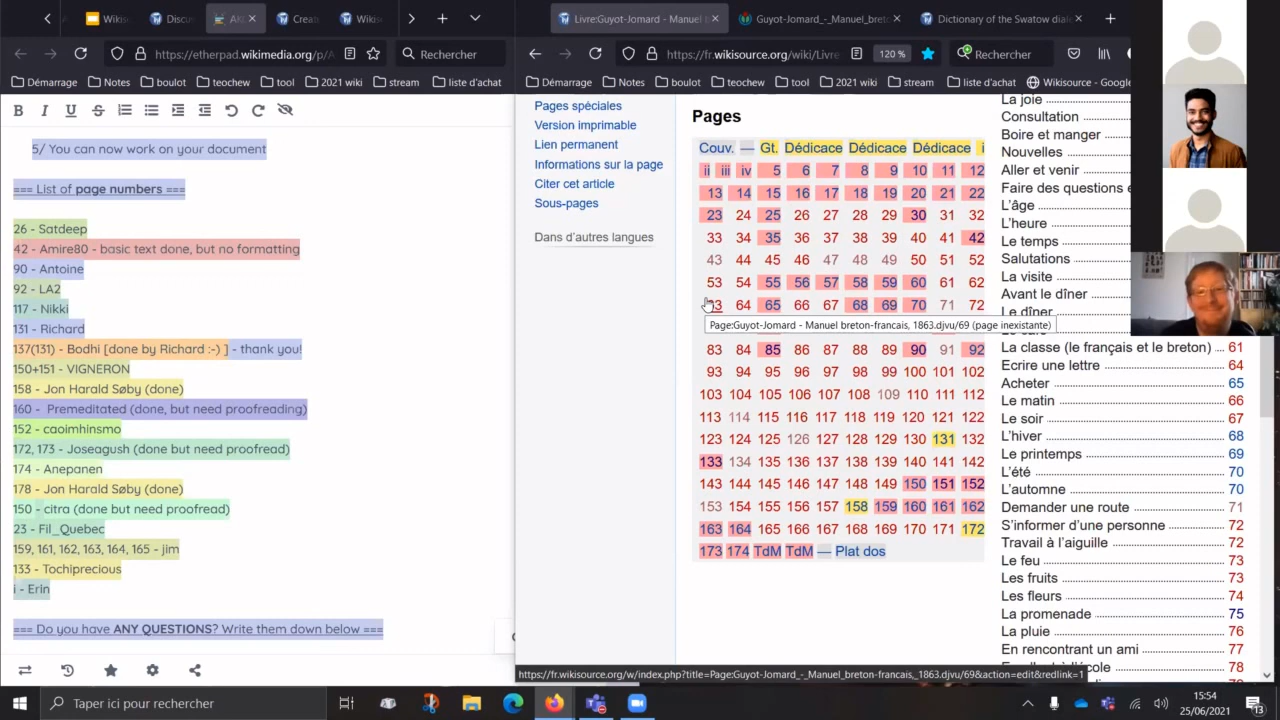 Wikis
Discus
AK
Create
Wikis
Livre:Guyot-Jomard - Manuel b
Guyot-Jomard_-_Manuel_bret
Dictionary of the Swatow dial
https://etherpad.wikimedia.org/p/A
Rechercher
https://fr.wikisource.org/wiki/Livre
120 %
Rechercher
Démarrage
Notes
boulot
teochew
tool
2021 wiki
stream
liste d'achat
Démarrage
Notes
boulot
teochew
tool
2021 wiki
stream
liste d'achat
Wikisource - Google
B I U S
5/ You can now work on your document
=== List of page numbers ===
26 - Satdeep
42 - Amire80 - basic text done, but no formatting
90 - Antoine
92 - LA2
117 - Nikki
131 - Richard
137(131) - Bodhi [done by Richard :-) ] - thank you!
150+151 - VIGNERON
158 - Jon Harald Søby (done)
160 - Premeditated (done, but need proofreading)
152 - caoimhinsmo
172, 173 - Joseagush (done but need proofread)
174 - Anepanen
178 - Jon Harald Søby (done)
150 - citra (done but need proofread)
23 - Fil_Quebec
159, 161, 162, 163, 164, 165 - jim
133 - Tochiprecious
i - Erin
=== Do you have ANY QUESTIONS? Write them down below ===
Pages spéciales
Version imprimable
Lien permanent
Informations sur la page
Citer cet article
Sous-pages
Dans d'autres langues
Pages
Couv. — Gt. Dédicace Dédicace Dédicace i
ii iii iv 5 6 7 8 9 10 11 12
13 14 15 16 17 18 19 20 21 22
23 24 25 26 27 28 29 30 31 32
33 34 35 36 37 38 39 40 41 42
43 44 45 46 47 48 49 50 51 52
53 54 55 56 57 58 59 60 61 62
64 65 66 67 68 69 70 71 72
Page:Guyot-Jomard - Manuel breton-francais, 1863.djvu/69 (page inexistante)
83 84 85 86 87 88 89 90 91 92
93 94 95 96 97 98 99 100 101 102
103 104 105 106 107 108 109 110 111 112
113 114 115 116 117 118 119 120 121 122
123 124 125 126 127 128 129 130 131 132
133 134 135 136 137 138 139 140 141 142
143 144 145 146 147 148 149 150 151 152
153 154 155 156 157 158 159 160 161 162
163 164 165 166 167 168 169 170 171 172
173 174 TdM TdM — Plat dos
La joie
Consultation
Boire et manger
Nouvelles
Aller et venir
Faire des questions e
L'âge
L'heure
Le temps
Salutations
La visite
Avant le dîner
Le dîner
La classe (le français et le breton) 61
Ecrire une lettre 64
Acheter 65
Le matin 66
Le soir 67
L'hiver 68
Le printemps 69
L'été 70
L'automne 70
Demander une route 71
S'informer d'une personne 72
Travail à l'aiguille 72
Le feu 73
Les fruits 73
Les fleurs 74
La promenade 75
La pluie 76
En rencontrant un ami 77
78
https://fr.wikisource.org/w/index.php?title=Page:Guyot-Jomard_-_Manuel_breton-francais,_1863.djvu/69&action=edit&redlink=1
Taper ici pour rechercher
15:54
25/06/2021
13